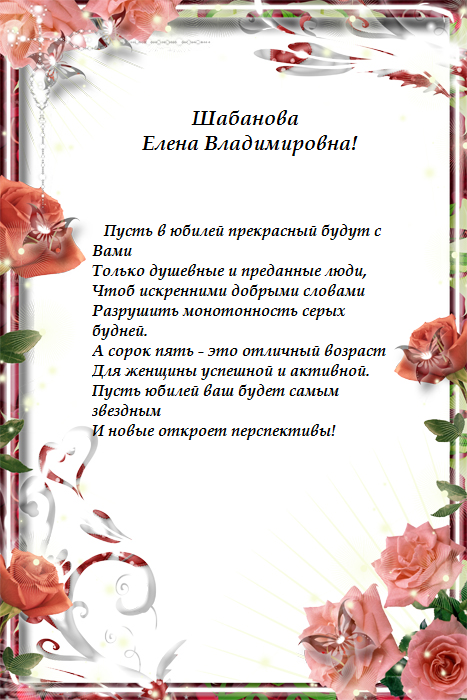 Шабанова
Елена Владимировна!
Пусть в юбилей прекрасный будут с
Вами
Только душевные и преданные люди,
Чтоб искренними добрыми словами
Разрушить монотонность серых
будней.
А сорок пять - это отличный возраст
Для женщины успешной и активной.
Пусть юбилей ваш будет самым
звездным
И новые откроет перспективы!